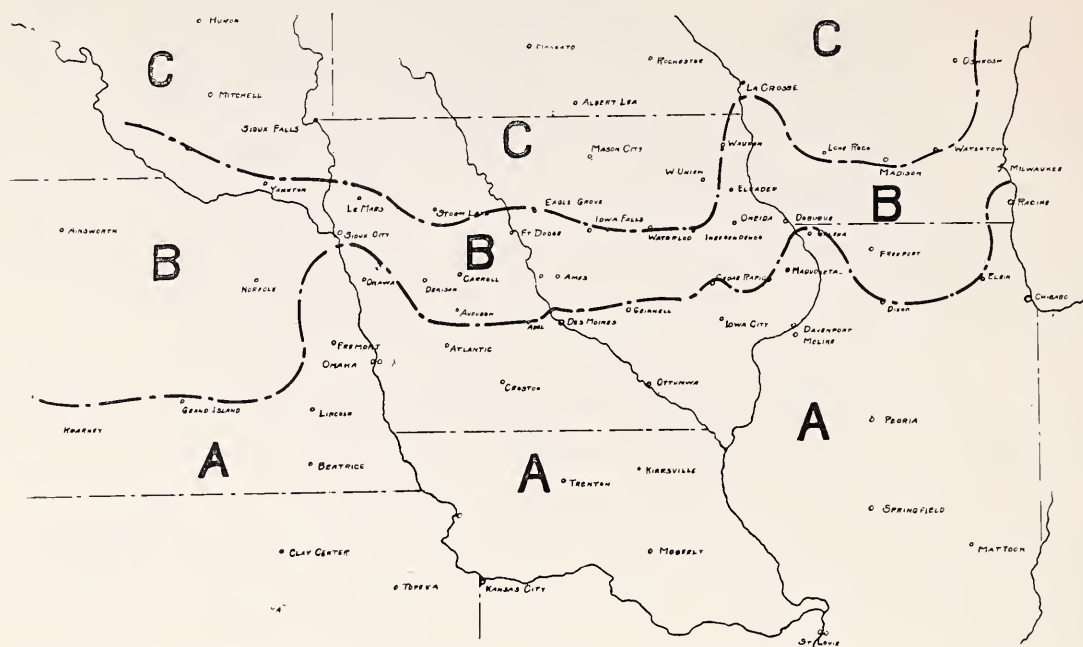 HURON
C
MANKATO
C
ROCHESTER
OSHKOSH
LA CROSSE
MITCHELL
ALBERT LEA
SIOUX FALLS
C
MASON CITY
WAUKON
LONE ROCK
WATERTOWN
MADISON
MILWAUKEE
YANKTON
W UNION
ELKADER
B
RACINE
LE MARS
STORM LAKE
EAGLE GROVE
IOWA FALLS
ONEIDA
DUBUQUE
AINSWORTH
SIOUX CITY
FT DODGE
WATERLOO
INDEPENDENCE
GALENA
B
B
FREEPORT
NORFOLK
ONAWA
DENISON
CARROLL
AMES
CEDAR RAPIDS
MAQUOKETA
ELGIN
CHICAGO
AUDUBON
ADEL
DES MOINES
GRINNELL
IOWA CITY
DIXON
DAVENPORT
MOLINE
FREMONT
ATLANTIC
OMAHA
CRESTON
OTTUMWA
GRAND ISLAND
LINCOLN
KEARNEY
A
PEORIA
A
BEATRICE
A
TRENTON
KIRKSVILLE
SPRINGFIELD
CLAY CENTER
MOBERLY
MATTOON
TOPEKA
KANSAS CITY
"A"
ST LOUIS